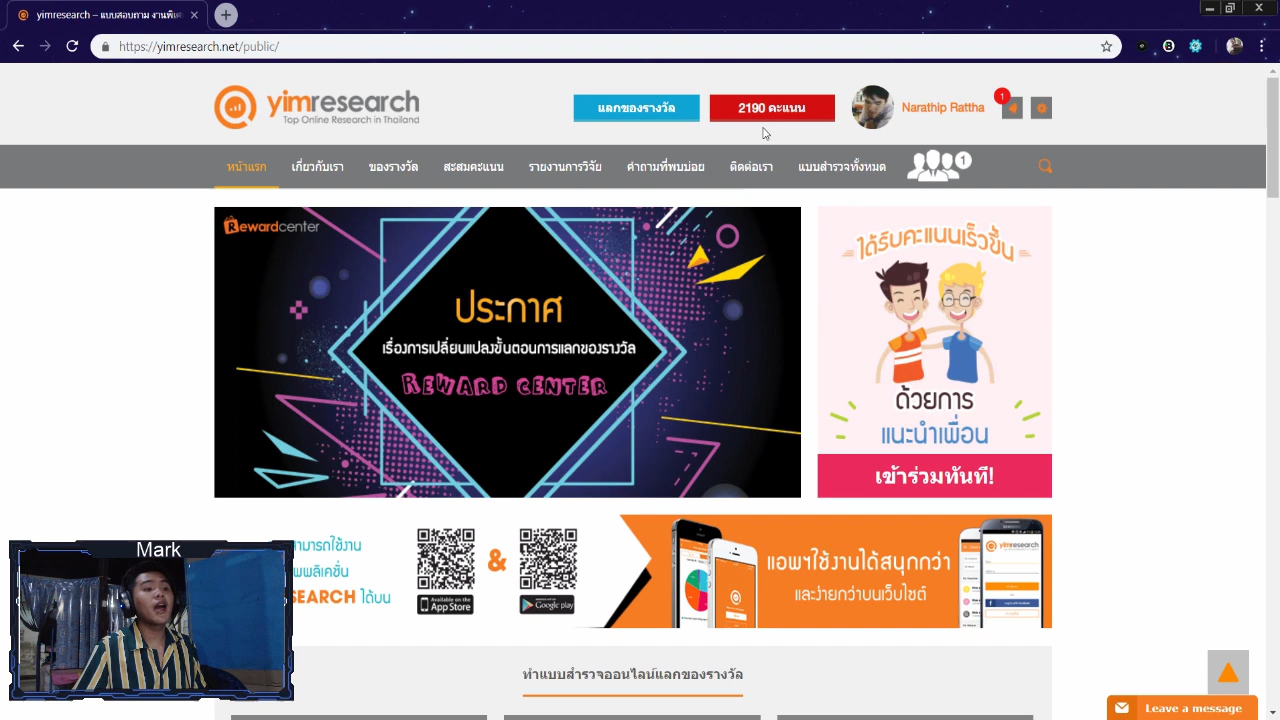 yimresearch – แบบสอบถาม งานพิเศ
https://yimresearch.net/public/
yimresearch
Top Online Research in Thailand
แลกของรางวัล
2190 คะแนน
Narathip Rattha
1
หน้าแรก
เกี่ยวกับเรา
ของรางวัล
สะสมคะแนน
รายงานการวิจัย
คำถามที่พบบ่อย
ติดต่อเรา
แบบสำรวจทั้งหมด
1
Rewardcenter
ประกาศ
เรื่องการเปลี่ยนแปลงขั้นตอนการแลกของรางวัล
REWARD CENTER
ได้รับคะแนนเร็วขึ้น
ด้วยการ
แนะนำเพื่อน
เข้าร่วมทันที!
ามารถใช้งาน
พพลิเคชั่น
SEARCH ได้บน
Available on the
App Store
&
Google play
แอพฯใช้งานได้สนุกกว่า
และง่ายกว่าบนเว็บไซต์
yimresearch
Mark
ทำแบบสำรวจออนไลน์แลกของรางวัล
Leave a message